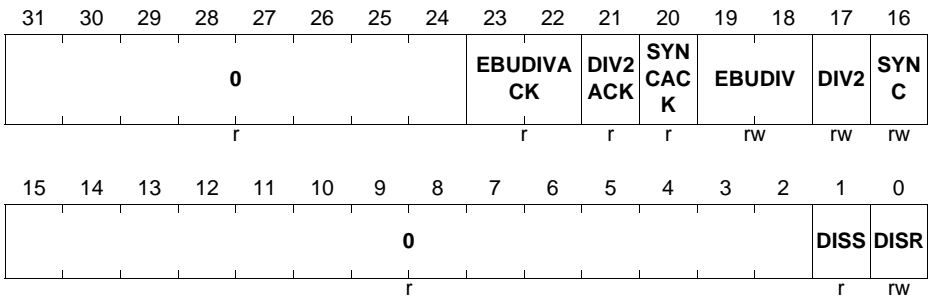 31 30 29 28 27 26 25 24 23 22 21 20 19 18 17 16
0 EBUDIVA CK DIV2 ACK SYN CAC K EBUDIV DIV2 SYN C
r r r r rw rw rw
15 14 13 12 11 10 9 8 7 6 5 4 3 2 1 0
0 DISS DISR
r r rw